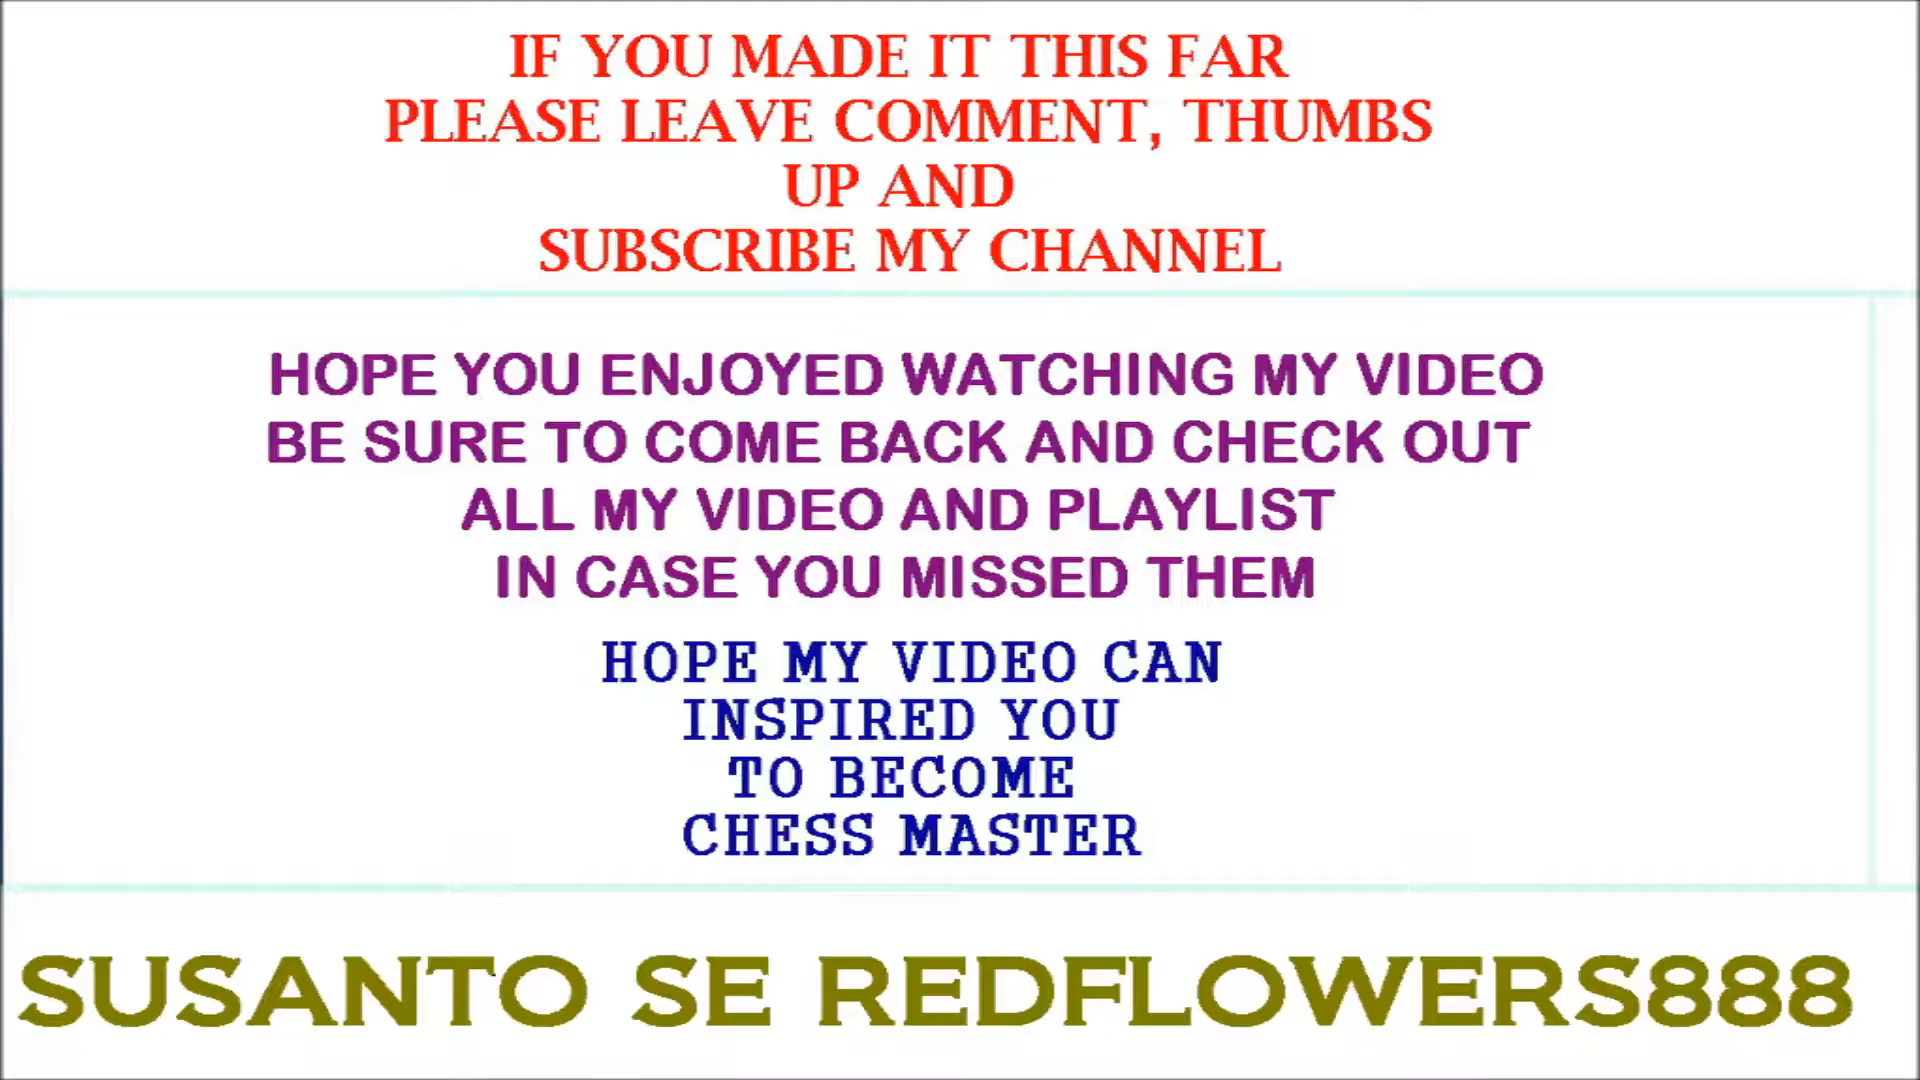 IF YOU MADE IT THIS FAR
PLEASE LEAVE COMMENT, THUMBS
UP AND
SUBSCRIBE MY CHANNEL
HOPE YOU ENJOYED WATCHING MY VIDEO
BE SURE TO COME BACK AND CHECK OUT
ALL MY VIDEO AND PLAYLIST
IN CASE YOU MISSED THEM
HOPE MY VIDEO CAN
INSPIRED YOU
TO BECOME
CHESS MASTER
SUSANTO SE REDFLOWERS888